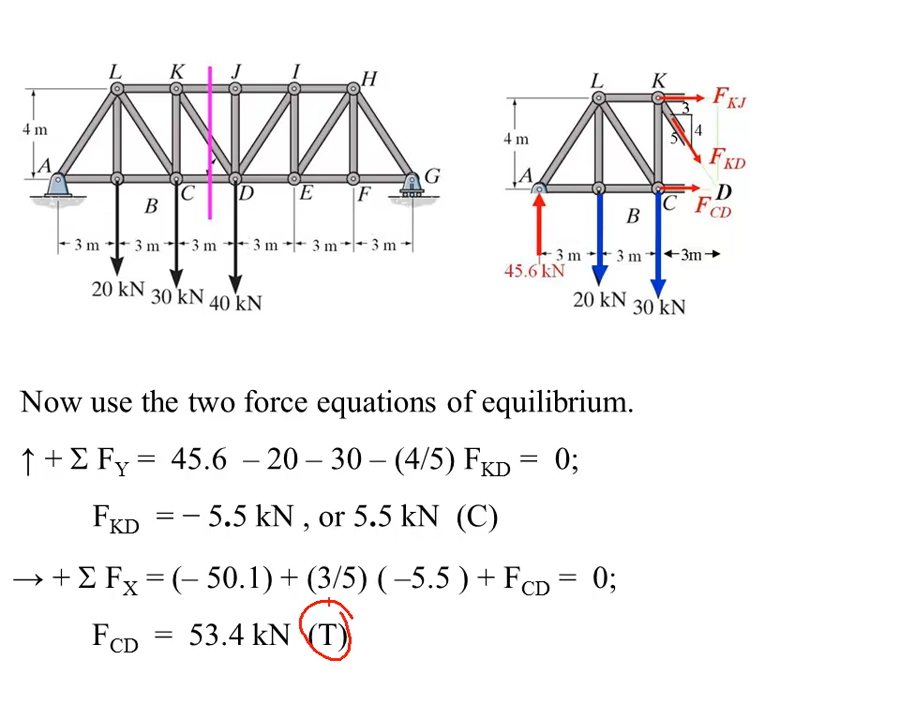 L K J I H
4 m
A
G
B C D E F
3 m 3 m 3 m 3 m 3 m 3 m
20 kN 30 kN 40 kN
L K F_KJ
3
4
5
4 m
F_KD
A
D
B C F_CD
3 m 3 m 3m
45.6 kN
20 kN 30 kN
Now use the two force equations of equilibrium.
↑ + Σ F_Y = 45.6 – 20 – 30 – (4/5) F_KD = 0;
F_KD = – 5.5 kN , or 5.5 kN (C)
→ + Σ F_X = (– 50.1) + (3/5) ( –5.5 ) + F_CD = 0;
F_CD = 53.4 kN (T)